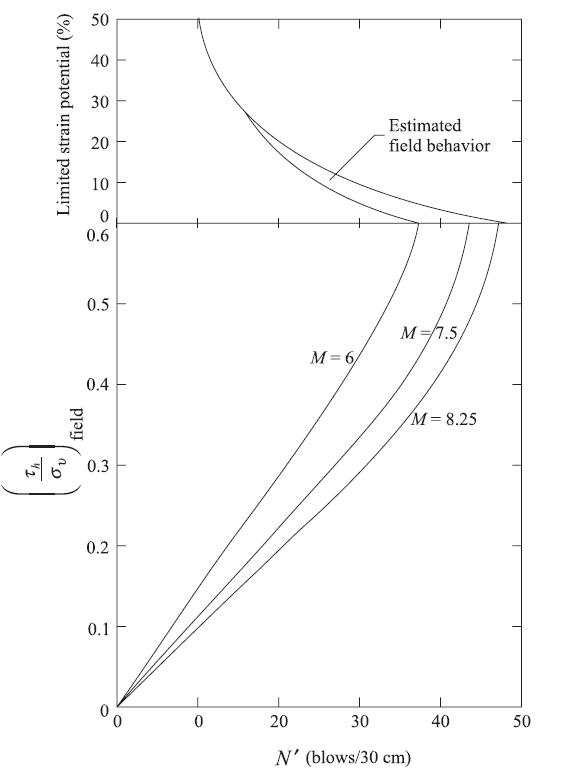 Limited strain potential (%)
50
40
30
20
10
0
Estimated
field behavior
0.6
0.5
0.4
0.3
0.2
0.1
0
(τh/σv) field
M = 6
M = 7.5
M = 8.25
0 0 20 30 40 50
N′ (blows/30 cm)